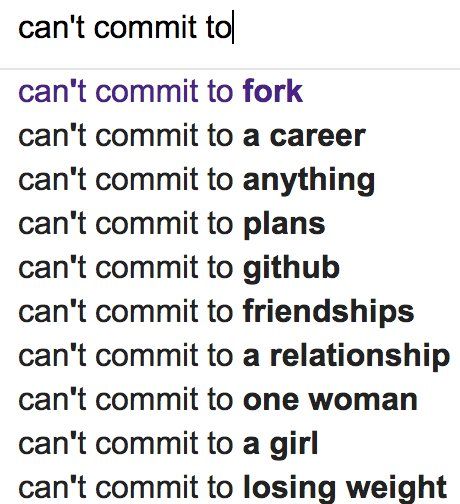 can't commit to
can't commit to fork
can't commit to a career
can't commit to anything
can't commit to plans
can't commit to github
can't commit to friendships
can't commit to a relationship
can't commit to one woman
can't commit to a girl
can't commit to losing weight